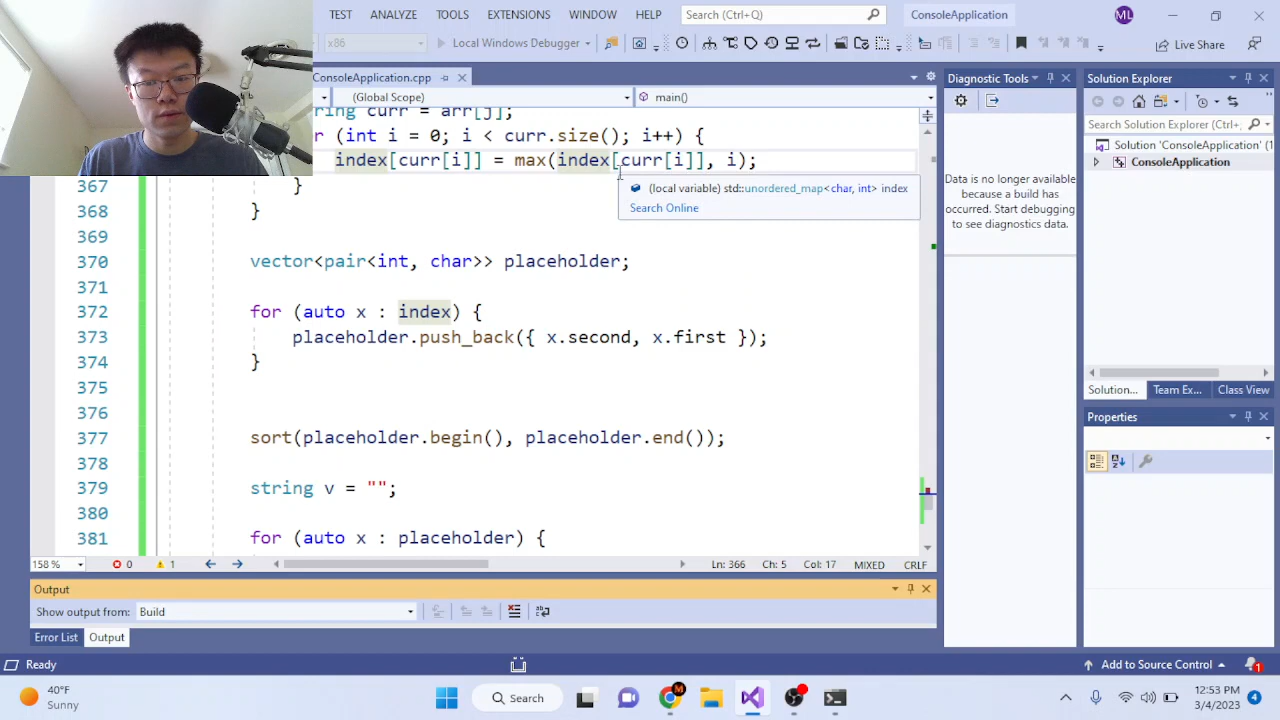 TEST ANALYZE TOOLS EXTENSIONS WINDOW HELP Search (Ctrl+Q) ConsoleApplication ML
x86 Local Windows Debugger Live Share
ConsoleApplication.cpp
(Global Scope) main()
ring curr = arr[j];
r (int i = 0; i < curr.size(); i++) {
index[curr[i]] = max(index[curr[i]], i);
(local variable) std::unordered_map<char, int> index
Search Online
367 }
368 }
369
370 vector<pair<int, char>> placeholder;
371
372 for (auto x : index) {
373 placeholder.push_back({ x.second, x.first });
374 }
375
376
377 sort(placeholder.begin(), placeholder.end());
378
379 string v = "";
380
381 for (auto x : placeholder) {
158 % 0 1 Ln: 366 Ch: 5 Col: 17 MIXED CRLF
Output
Show output from: Build
Error List Output
Diagnostic Tools
Data is no available
because a build has
occurred. Start debugging
to see diagnostics data.
Solution Explorer
Search Solution Explorer (Ctrl+;
Solution 'ConsoleApplication' (1
ConsoleApplication
Solution... Team Ex... Class View
Properties
Ready Add to Source Control 1
40°F
Sunny
Search
M
12:53 PM
3/4/2023
4